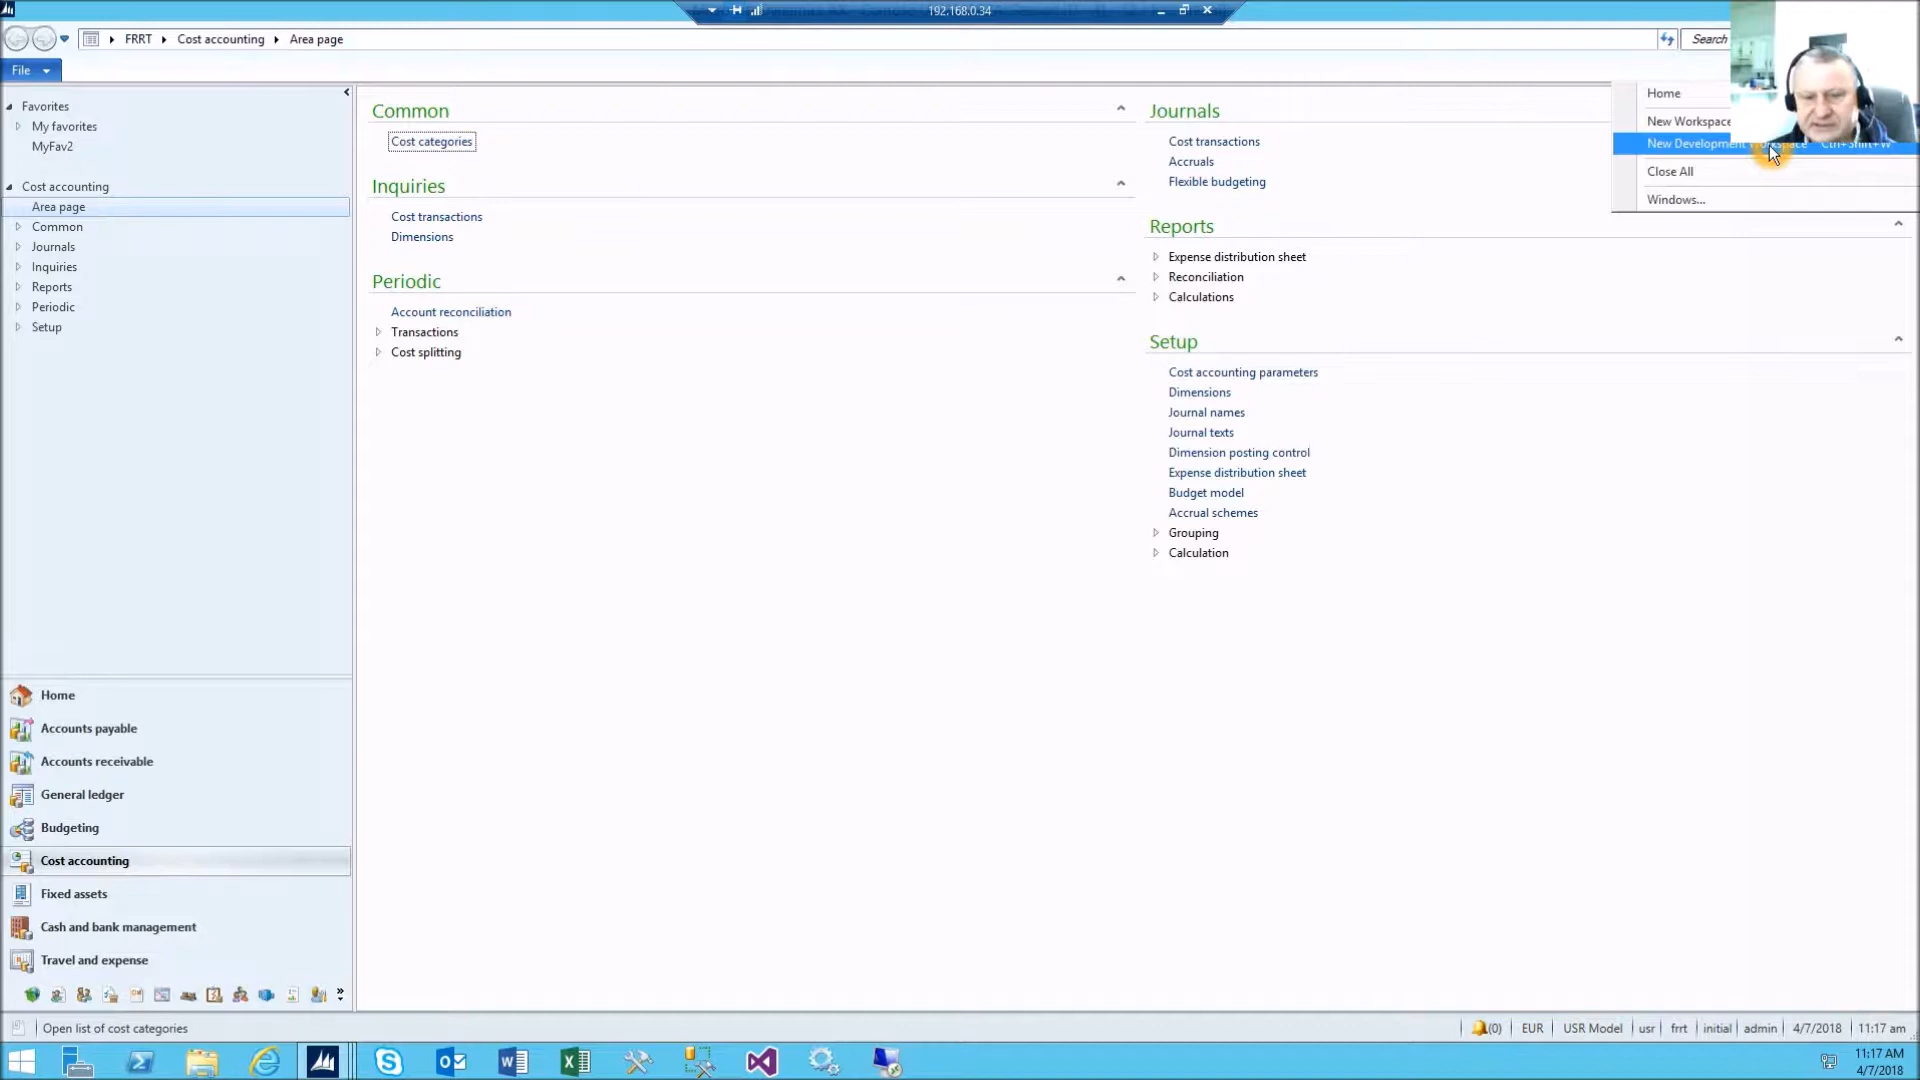 192.168.0.34
FRRT Cost accounting Area page
Search
File
Favorites
My favorites
MyFav2
Cost accounting
Area page
Common
Journals
Inquiries
Reports
Periodic
Setup
Home
Accounts payable
Accounts receivable
General ledger
Budgeting
Cost accounting
Fixed assets
Cash and bank management
Travel and expense
Common
Cost categories
Inquiries
Cost transactions
Dimensions
Periodic
Account reconciliation
Transactions
Cost splitting
Journals
Cost transactions
Accruals
Flexible budgeting
Reports
Expense distribution sheet
Reconciliation
Calculations
Setup
Cost accounting parameters
Dimensions
Journal names
Journal texts
Dimension posting control
Expense distribution sheet
Budget model
Accrual schemes
Grouping
Calculation
Home
New Workspace
New Development Workspace Ctrl+Shift+W
Close All
Windows...
Open list of cost categories
(0) EUR USR Model usr frrt initial admin 4/7/2018 11:17 am
11:17 AM
4/7/2018